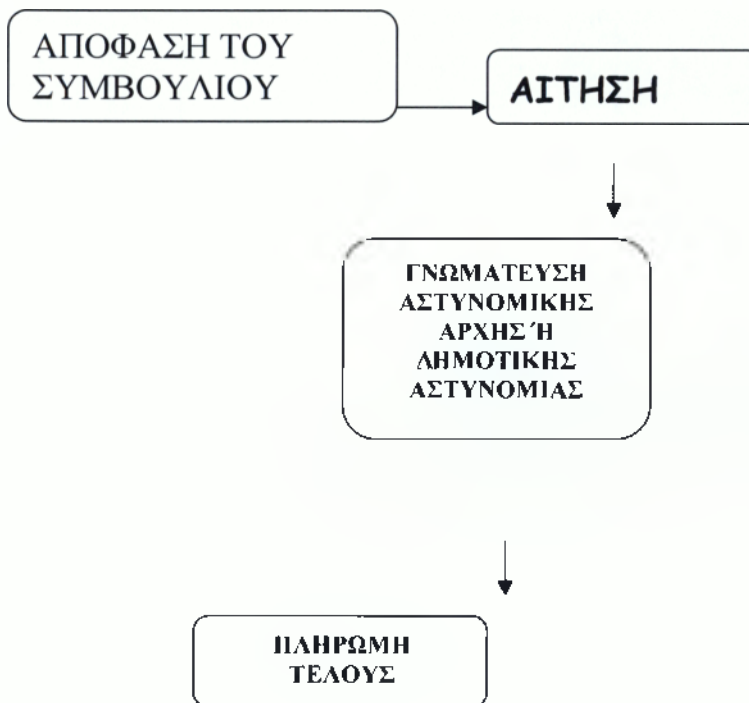 ΑΠΟΦΑΣΗ ΤΟΥ
ΣΥΜΒΟΥΛΙΟΥ
ΑΙΤΗΣΗ
ΓΝΩΜΑΤΕΥΣΗ
ΑΣΤΥΝΟΜΙΚΗΣ
ΑΡΧΗΣ Ή
ΔΗΜΟΤΙΚΗΣ
ΑΣΤΥΝΟΜΙΑΣ
ΠΛΗΡΩΜΗ
ΤΕΛΟΥΣ